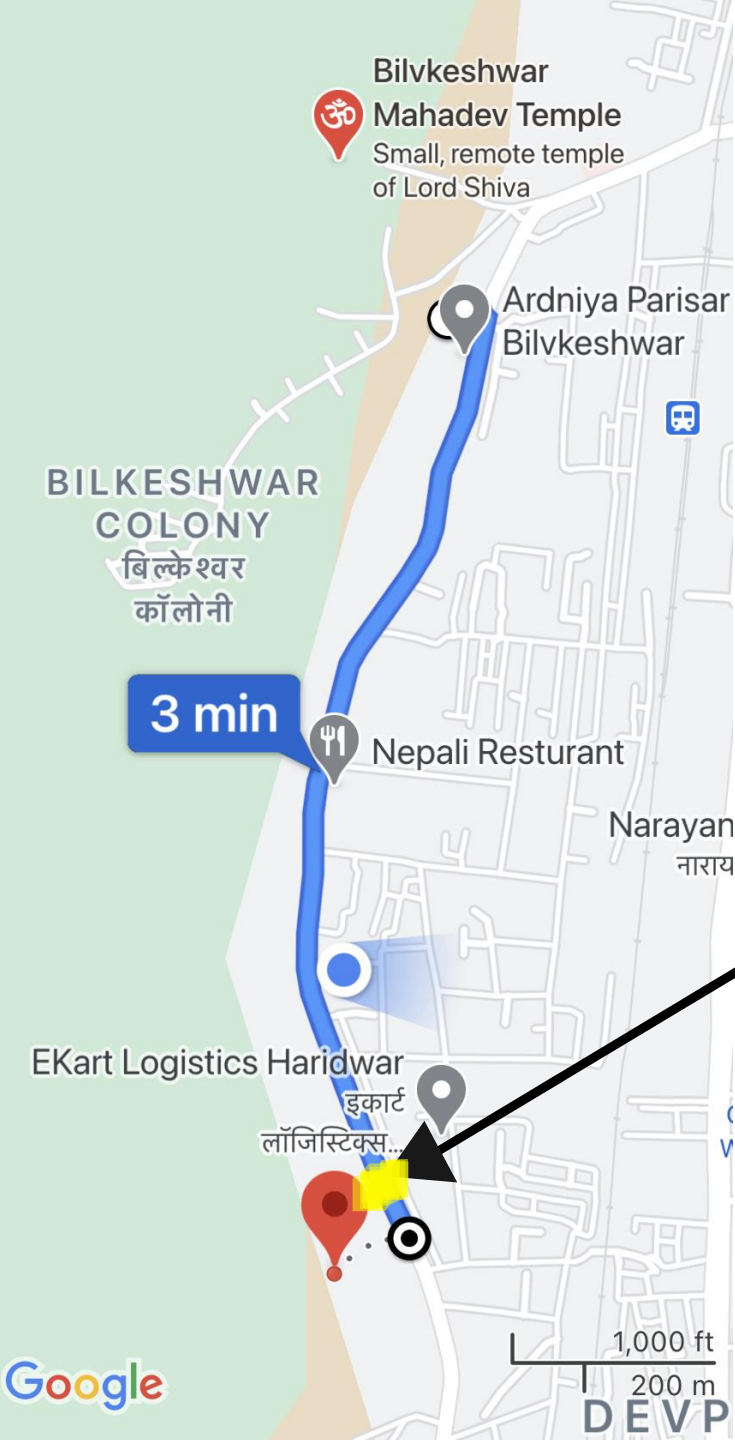 Bilvkeshwar
Mahadev Temple
Small, remote temple
of Lord Shiva
ॐ
Ardniya Parisar
Bilvkeshwar
BILKESHWAR
COLONY
बिल्केश्वर
कॉलोनी
3 min
Nepali Resturant
Narayan
नाराय
EKart Logistics Haridwar
इकार्ट
लॉजिस्टिक्स...
1,000 ft
200 m
Google
DEVP